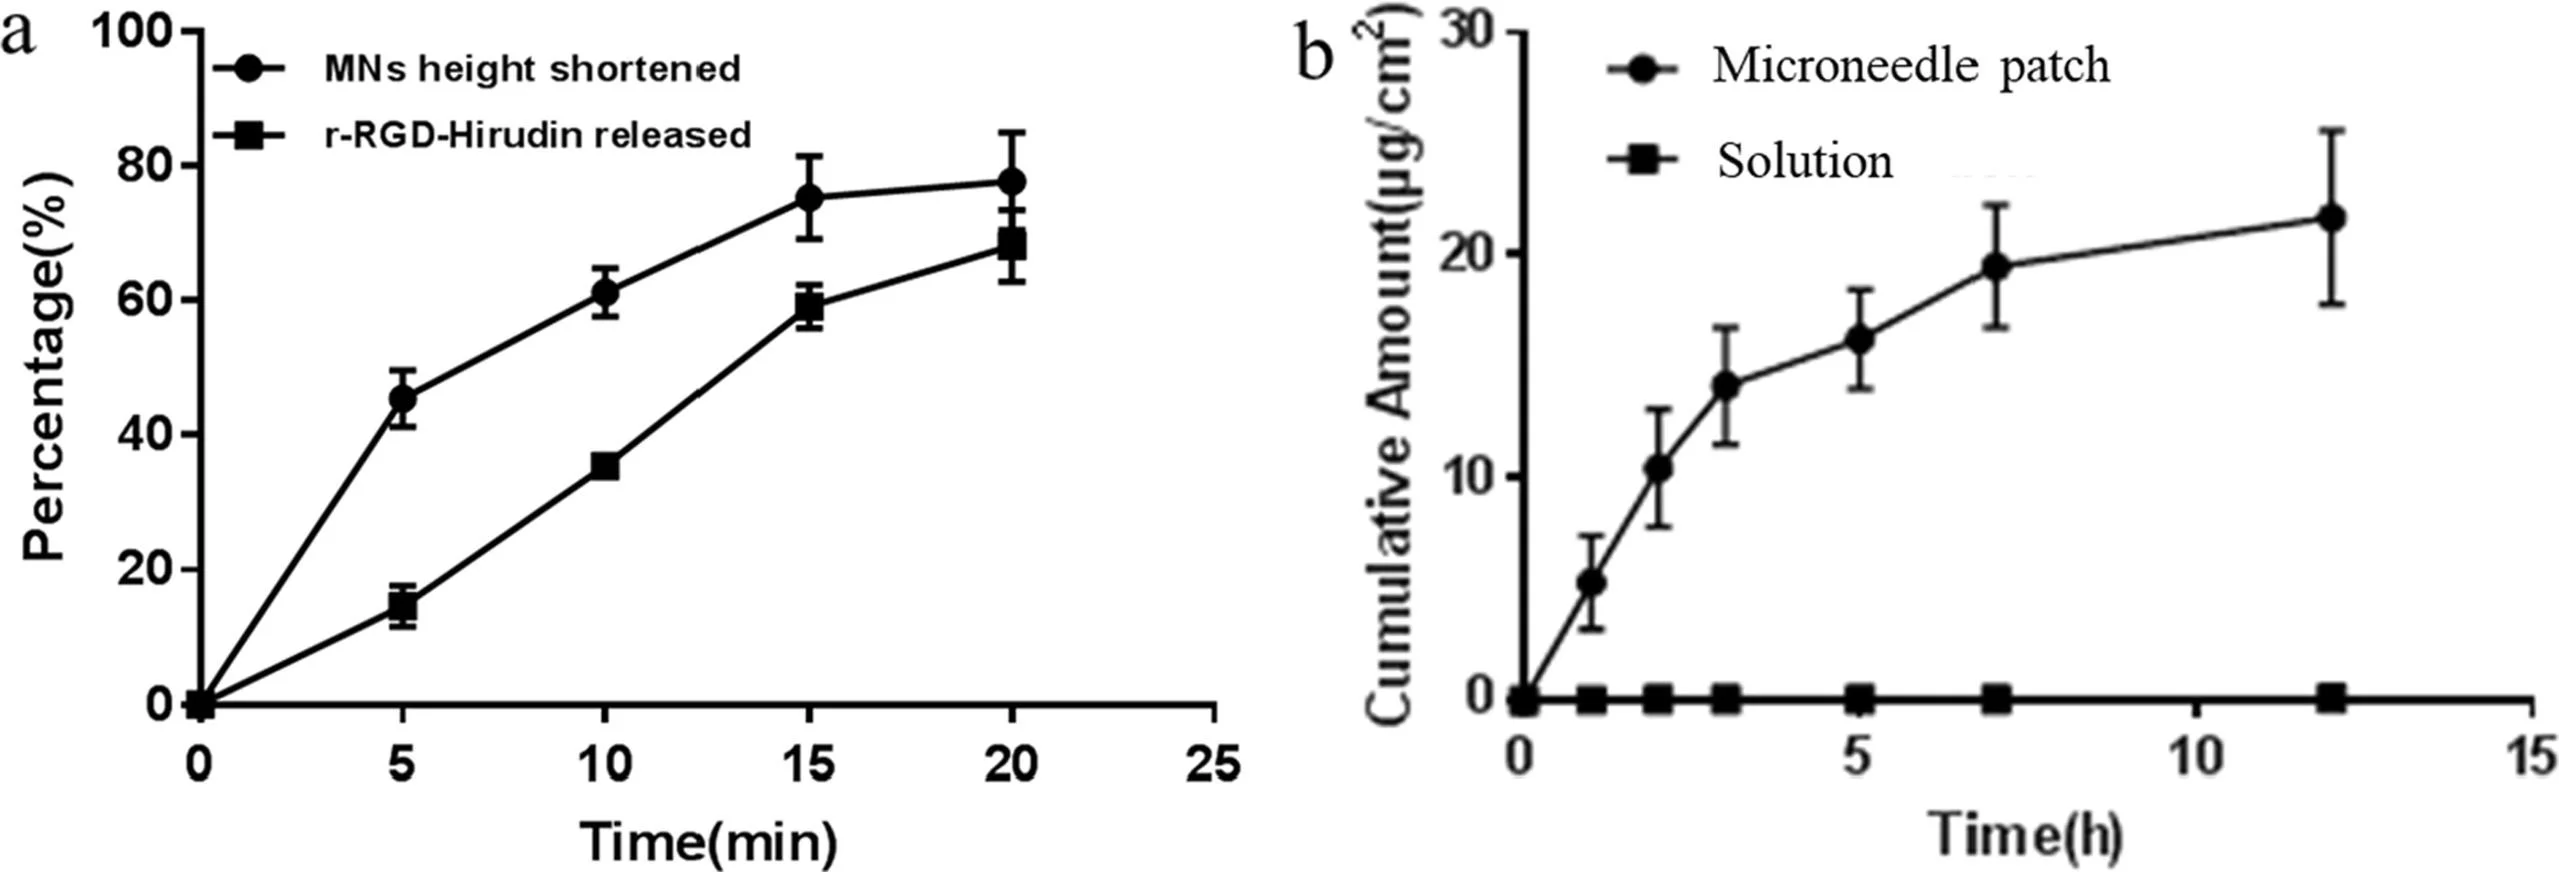 a
100
80
60
40
20
0
Percentage(%)
MNs height shortened
r-RGD-Hirudin released
0 5 10 15 20 25
Time(min)
b
30
20
10
0
Cumulative Amount(µg/cm²)
Microneedle patch
Solution
0 5 10 15
Time(h)